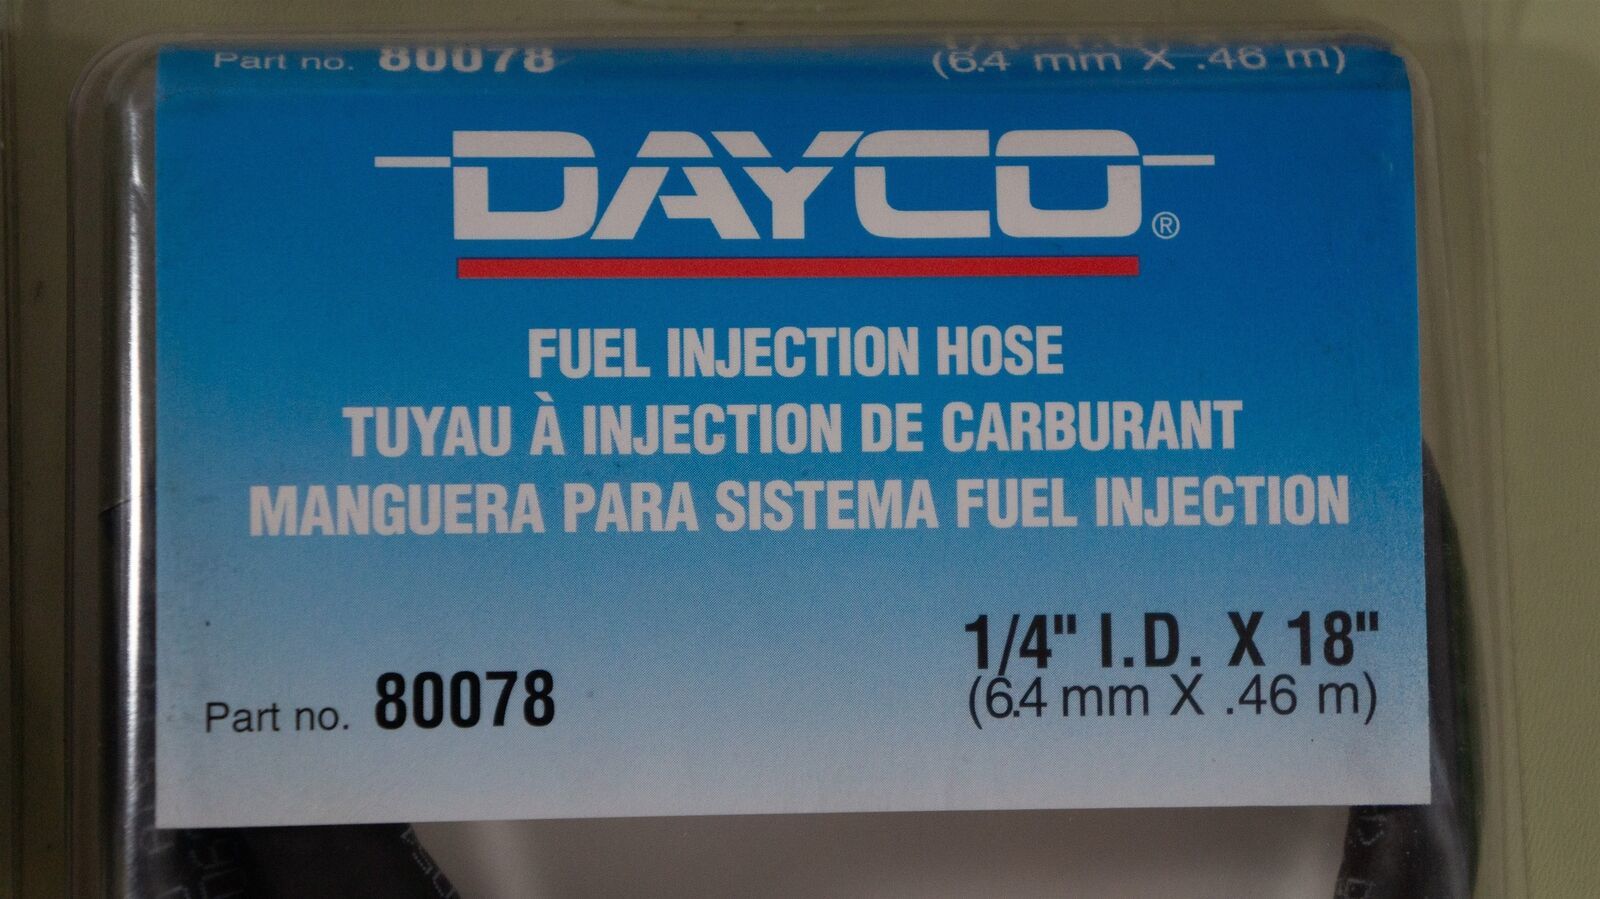 Part no. 80078
(6.4 mm X .46 m)
DAYCO®
FUEL INJECTION HOSE
TUYAU À INJECTION DE CARBURANT
MANGUERA PARA SISTEMA FUEL INJECTION
1/4" I.D. X 18"
(6.4 mm X .46 m)
Part no. 80078